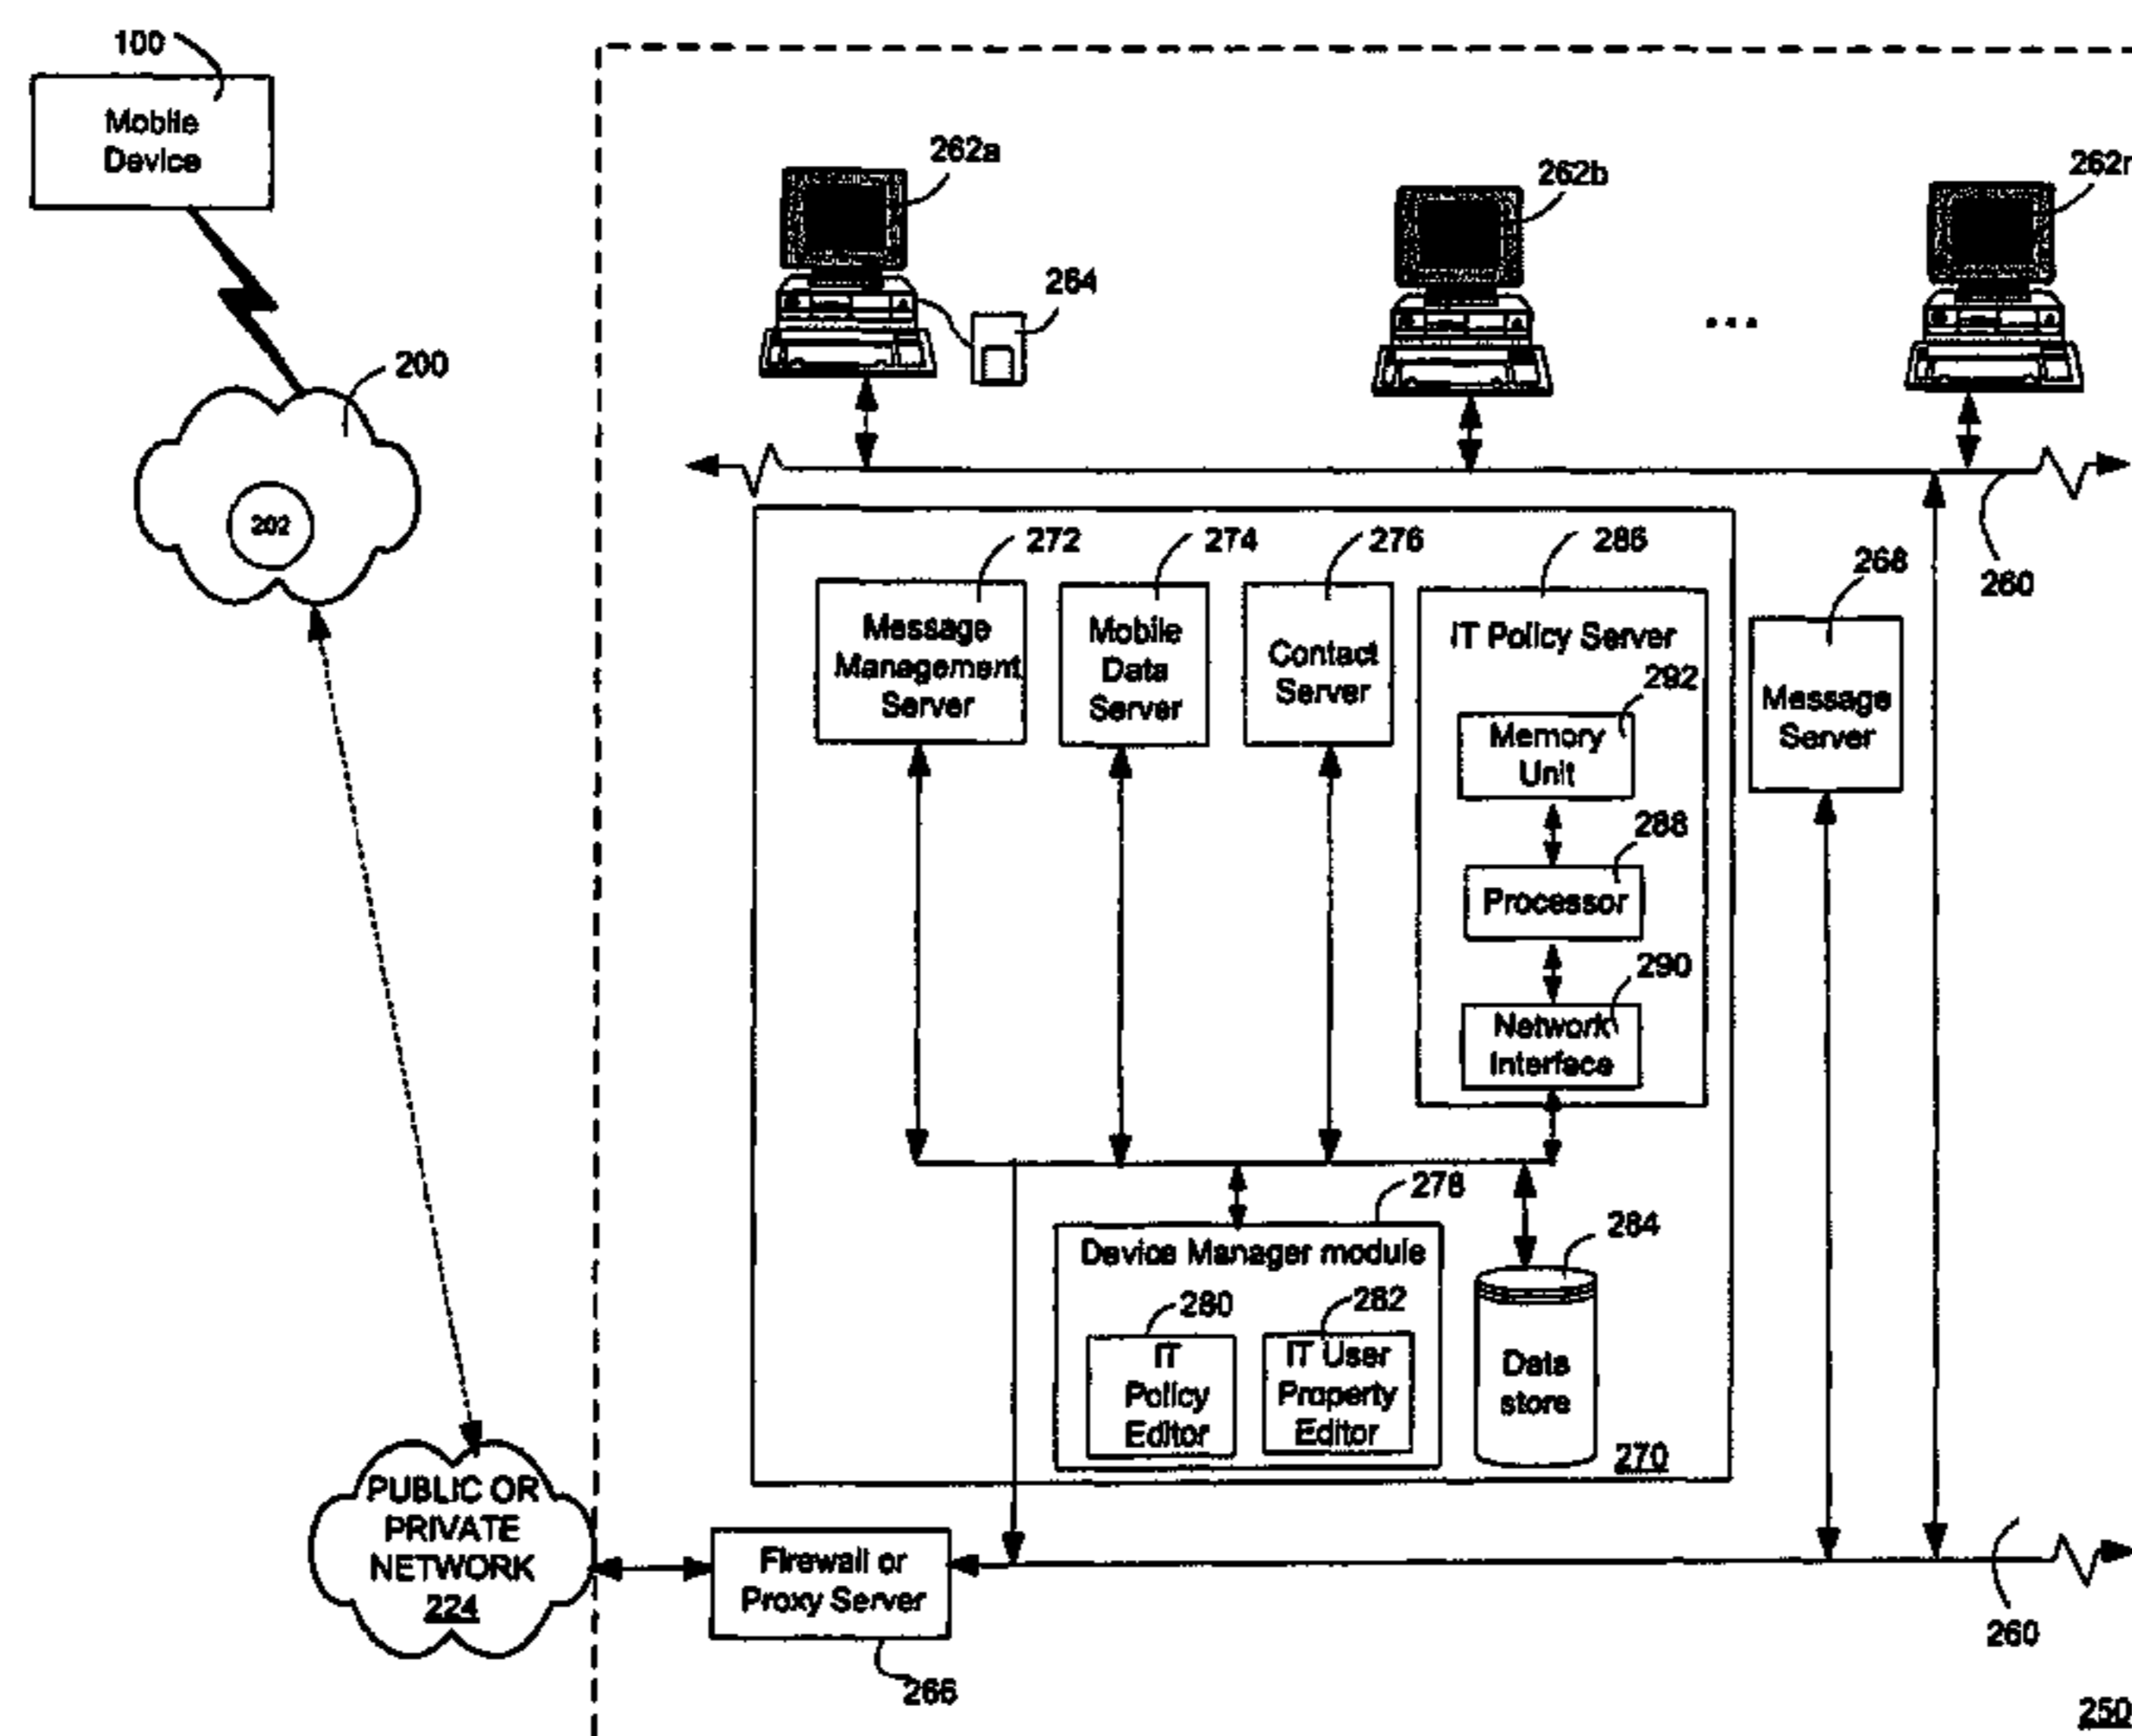 100
Mobile
Device
262a
262b
262n
264
200
202
260
272
274
276
286
268
Message
Management
Server
Mobile
Data
Server
Contact
Server
IT Policy Server
292
Memory
Unit
288
Processor
290
Network
Interface
Message
Server
278
Device Manager module
280
IT
Policy
Editor
282
IT User
Property
Editor
284
Data
store
270
PUBLIC OR
PRIVATE
NETWORK
224
Firewall or
Proxy Server
266
260
250